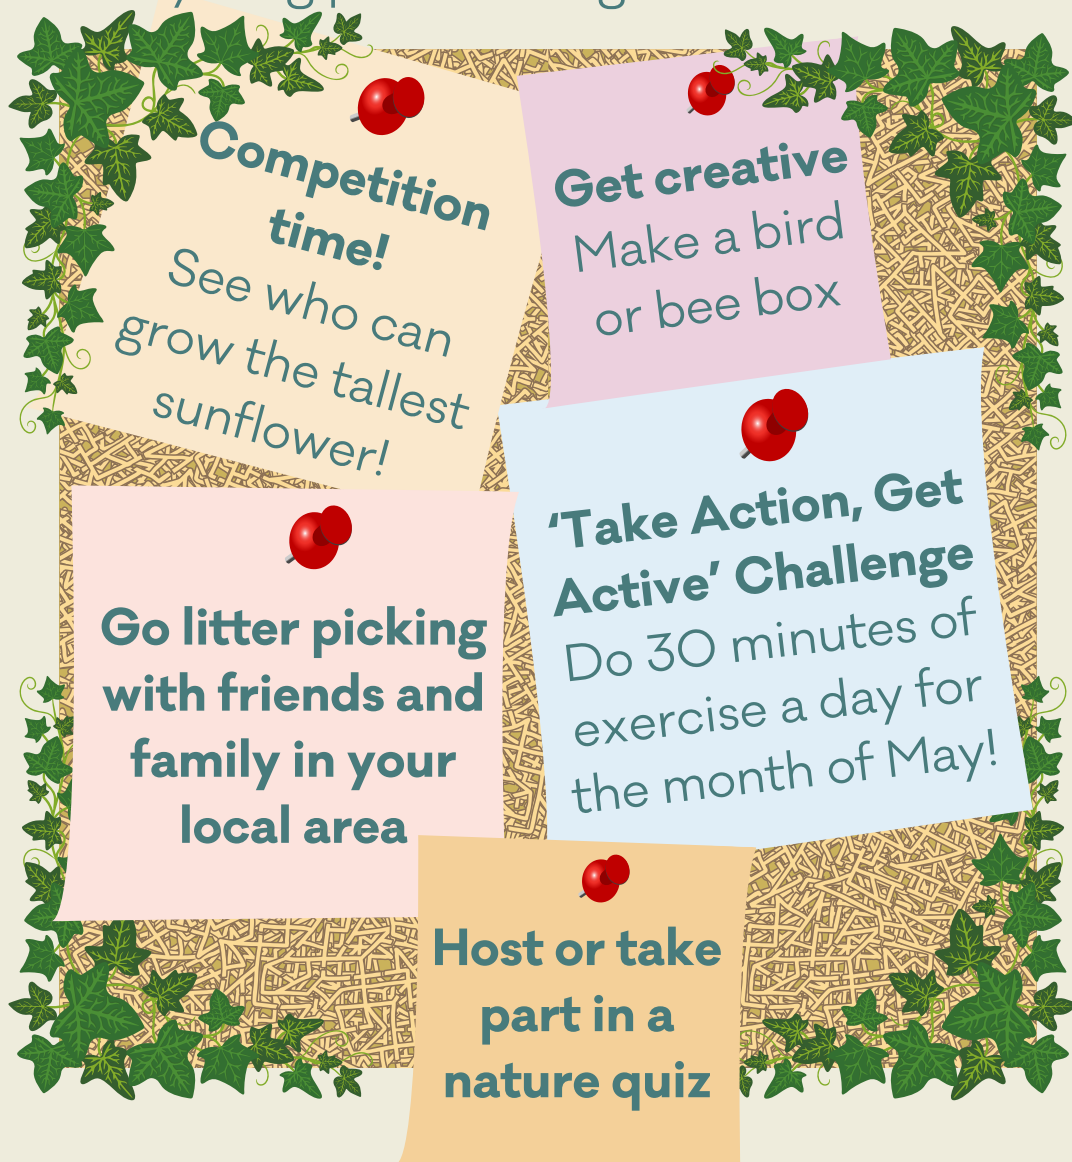 Competition
time!
See who can
grow the tallest
sunflower!
Get creative
Make a bird
or bee box
‘Take Action, Get
Active’ Challenge
Do 30 minutes of
exercise a day for
the month of May!
Go litter picking
with friends and
family in your
local area
Host or take
part in a
nature quiz